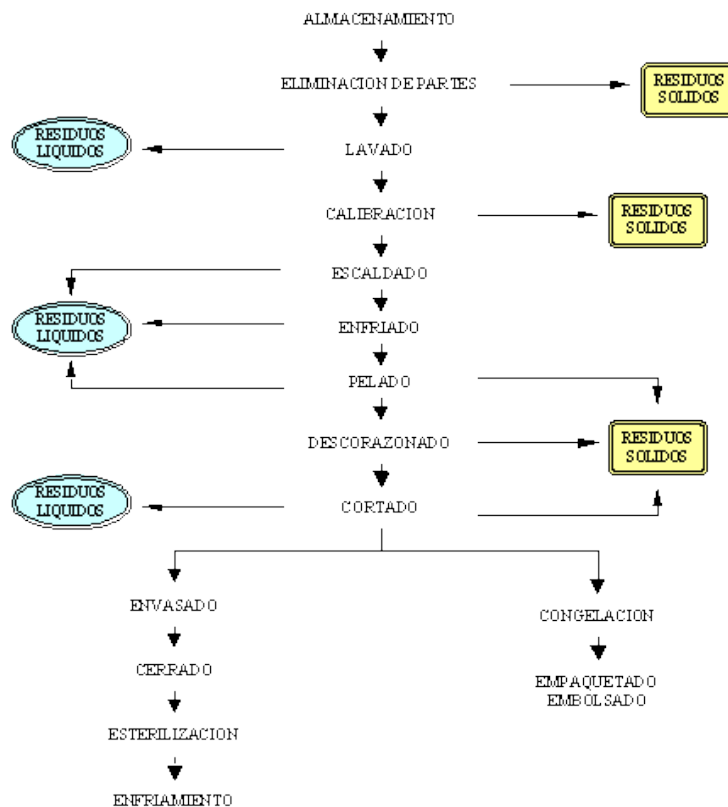 ALMACENAMIENTO
ELIMINACION DE PARTES
RESIDUOS
SOLIDOS
RESIDUOS
LIQUIDOS
LAVADO
CALIBRACION
RESIDUOS
SOLIDOS
ESCALDADO
RESIDUOS
LIQUIDOS
ENFRIADO
PELADO
DESCORAZONADO
RESIDUOS
SOLIDOS
RESIDUOS
LIQUIDOS
CORTADO
ENVASADO
CONGELACION
CERRADO
EMPAQUETADO
EMBOLSADO
ESTERILIZACION
ENFRIAMIENTO